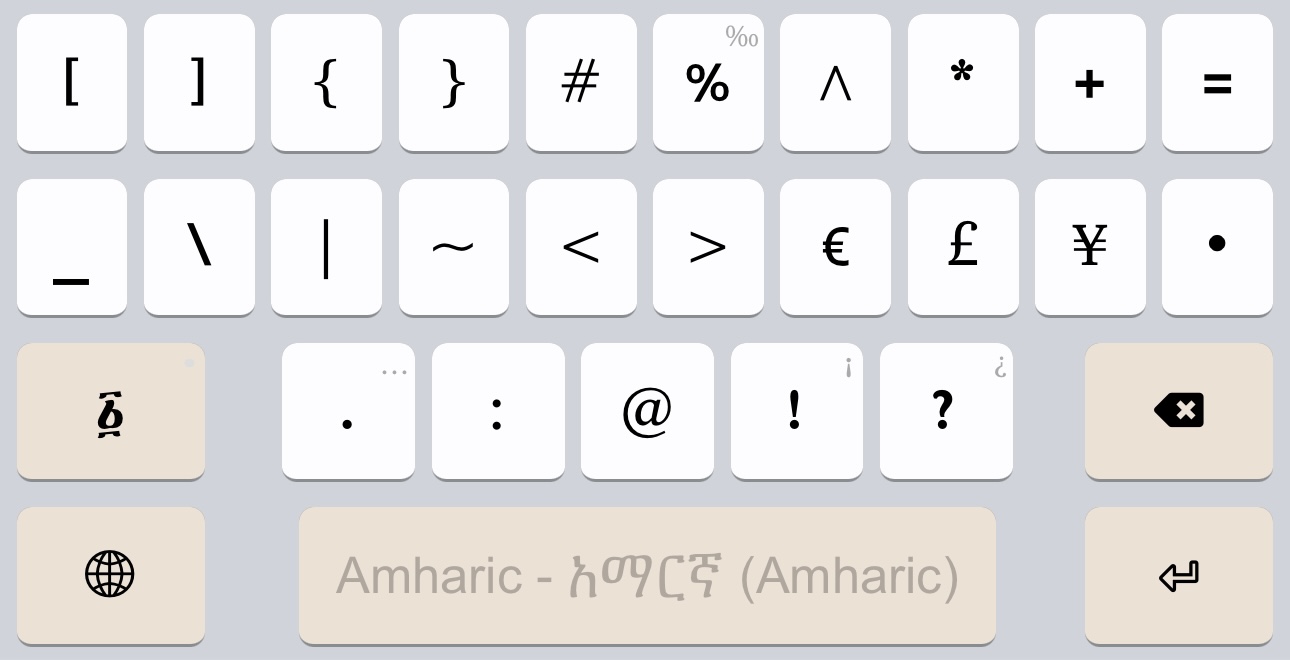 [ ] { } # ‰ % ^ * + =
_ \ | ~ < > € £ ¥ •
፩ … . : @ ¡ ! ¿ ?
Amharic - አማርኛ (Amharic)